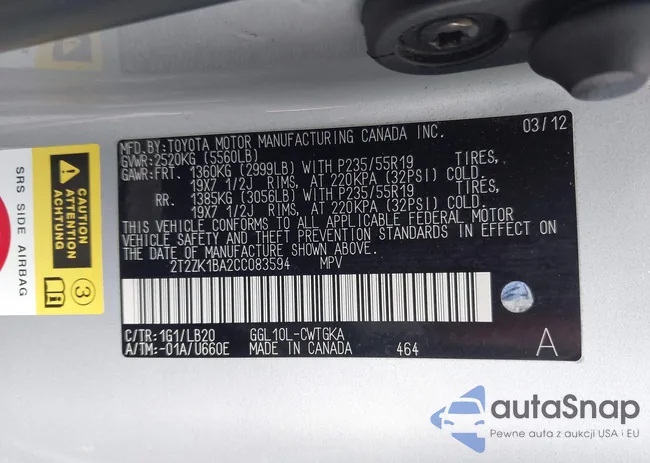 MFD.BY:TOYOTA MOTOR MANUFACTURING CANADA INC. 03/12
GVWR:2520KG (5560LB)
GAWR:FRT. 1360KG (2999LB) WITH P235/55R19 TIRES,
19X7 1/2J RIMS, AT 220KPA (32PSI) COLD.
RR. 1385KG (3056LB) WITH P235/55R19 TIRES,
19X7 1/2J RIMS, AT 220KPA (32PSI) COLD.
THIS VEHICLE CONFORMS TO ALL APPLICABLE FEDERAL MOTOR
VEHICLE SAFETY AND THEFT PREVENTION STANDARDS IN EFFECT ON
THE DATE OF MANUFACTURE SHOWN ABOVE.
2T2ZK1BA2CC083594 MPV
C/TR:1G1/LB20 GGL10L-CWTGKA
A/TM:-01A/U660E MADE IN CANADA 464 A
CAUTION
ATTENTION
ACHTUNG
SRS SIDE AIRBAG
3
autoSnap
Pewne auta z aukcji USA i EU